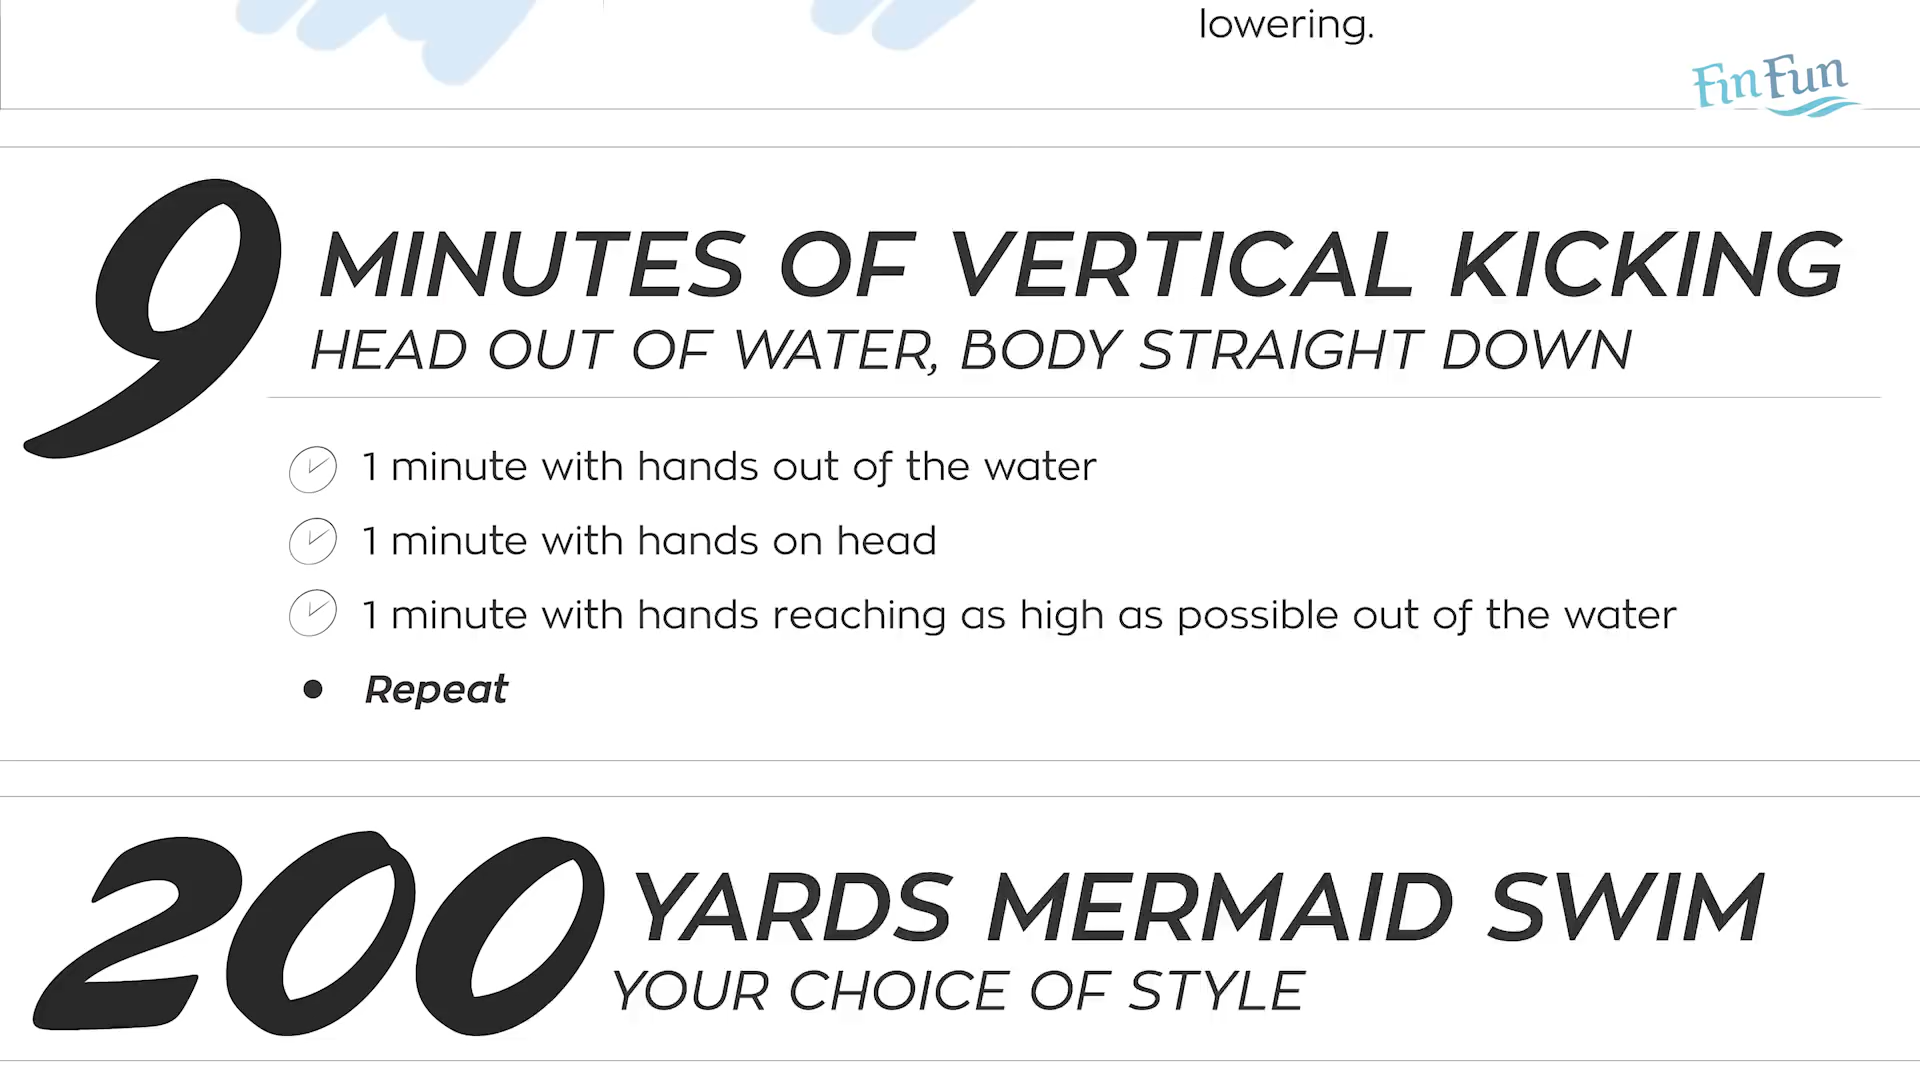 lowering.
FinFun
9 MINUTES OF VERTICAL KICKING
HEAD OUT OF WATER, BODY STRAIGHT DOWN
1 minute with hands out of the water
1 minute with hands on head
1 minute with hands reaching as high as possible out of the water
• Repeat
200 YARDS MERMAID SWIM
YOUR CHOICE OF STYLE